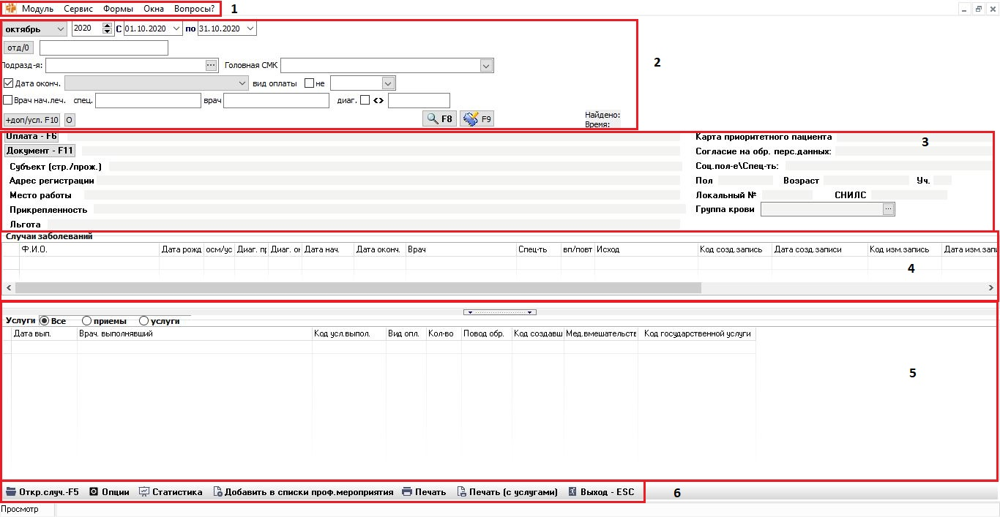 Модуль Сервис Формы Окна Вопросы? 1
октябрь 2020 С 01.10.2020 по 31.10.2020
отд/0
2
Подразд-я: ... Головная СМК
Дата оконч. вид оплаты не
Врач нач.леч. спец. врач диаг. <>
+доп/усл. F10 О F8 F9 Найдено:
Время:
Оплата - F6 Карта приоритетного пациента 3
Документ - F11 Согласие на обр. перс.данных:
Субъект (стр./прож.) Соц.пол-е\Спец-ть:
Адрес регистрации Пол Возраст Уч.
Место работы Локальный № СНИЛС
Прикрепленность Группа крови ...
Льгота
Случаи заболеваний
Ф.И.О. Дата рожд осм/ус Диаг. пр Диаг. он Дата нач. Дата оконч. Врач Спец-ть вп/повт Исход Код созд.запись Дата созд.записи Код изм.запись Дата изм.запи
4
Услуги Все приемы услуги
Дата вып. Врач. выполнявший Код усл.выпол. Вид опл. Кол-во Повод обр. Код создавш Мед.вмешательств Код государственной услуги
5
Откр.случ.-F5 Опции Статистика Добавить в списки проф.мероприятия Печать Печать (с услугами) Выход - ESC 6
Просмотр